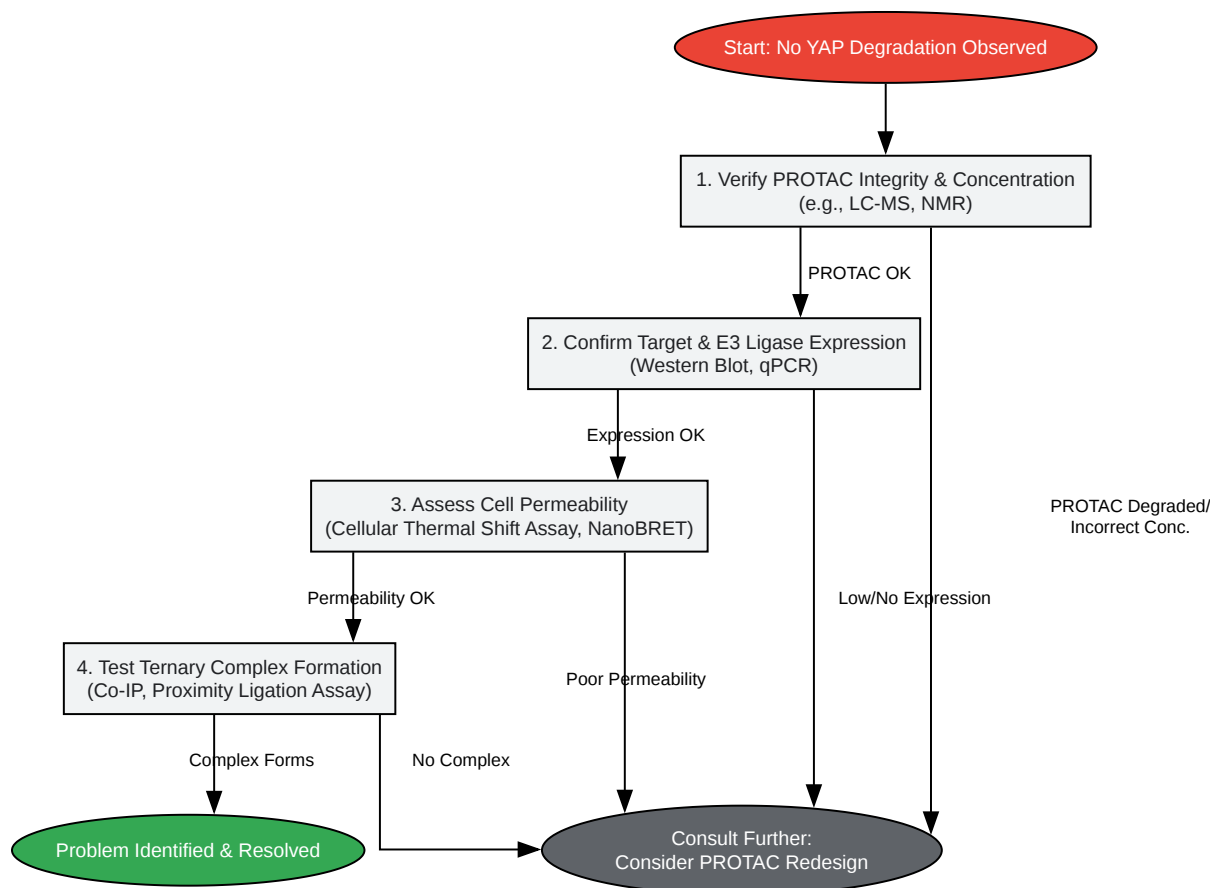 Start: No YAP Degradation Observed
1. Verify PROTAC Integrity & Concentration
(e.g., LC-MS, NMR)
PROTAC OK
2. Confirm Target & E3 Ligase Expression
(Western Blot, qPCR)
Expression OK
3. Assess Cell Permeability
(Cellular Thermal Shift Assay, NanoBRET)
PROTAC Degraded/
Incorrect Conc.
Permeability OK
Low/No Expression
4. Test Ternary Complex Formation
(Co-IP, Proximity Ligation Assay)
Poor Permeability
Complex Forms
No Complex
Problem Identified & Resolved
Consult Further:
Consider PROTAC Redesign